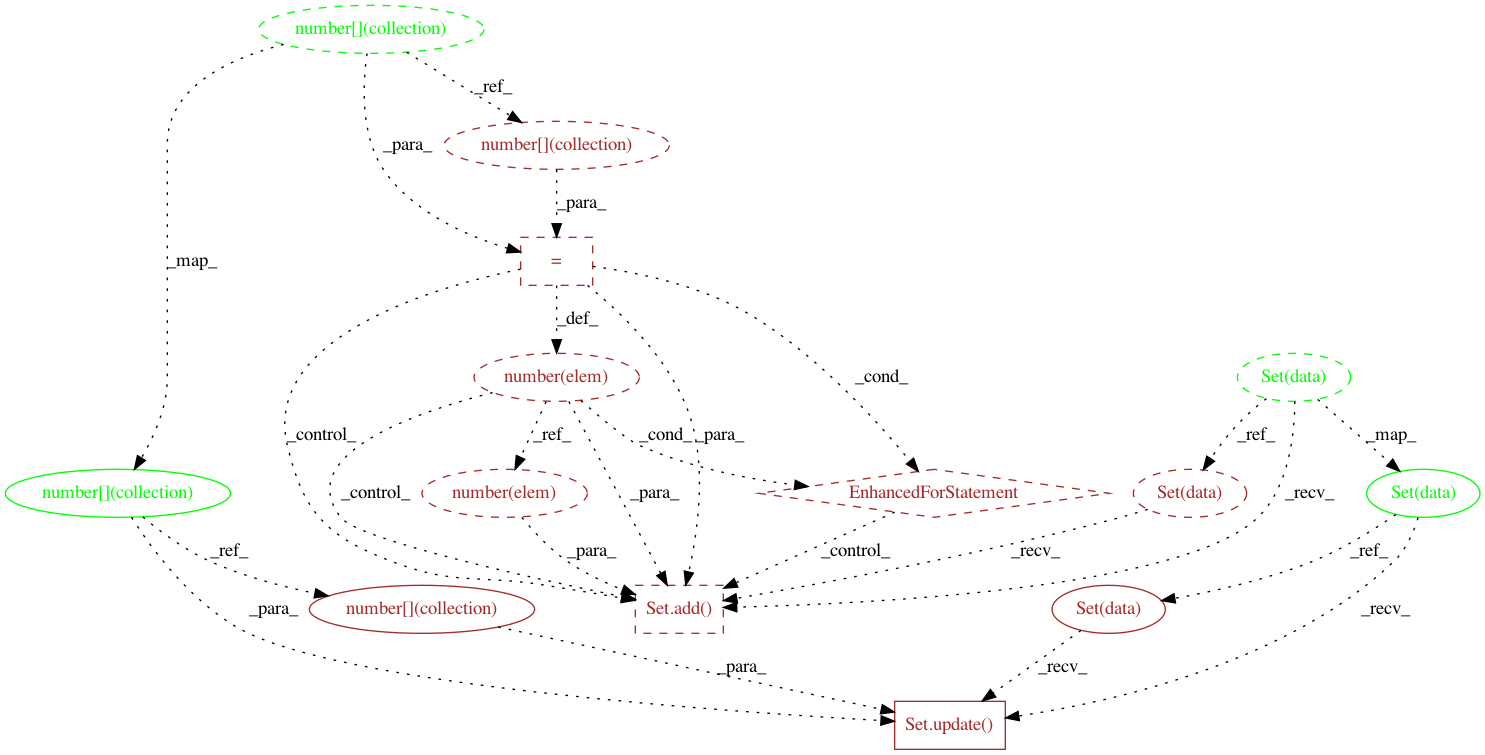 number[](collection)
_ref_
_para_
number[](collection)
_para_
_map_
=
_def_
_cond_
number(elem)
Set(data)
_control_
_ref_
_cond_
_para_
_ref_
_map_
number[](collection)
_control_
number(elem)
_para_
EnhancedForStatement
Set(data)
_recv_
Set(data)
_ref_
_para_
_control_
_recv_
_ref_
_para_
number[](collection)
Set.add()
Set(data)
_recv_
_para_
_recv_
Set.update()